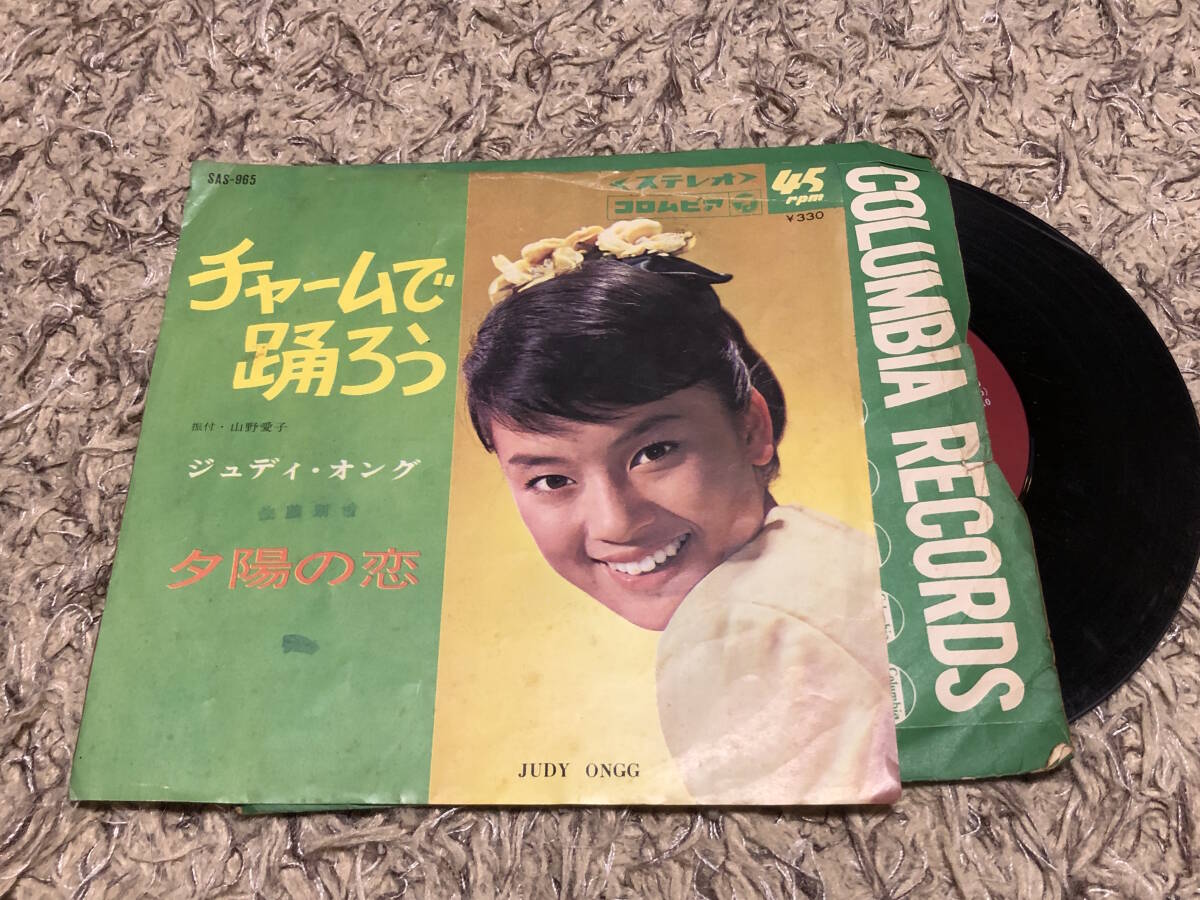 SAS-965
チャームで
踊ろう
振付・山野愛子
ジュディ・オング
夕陽の恋
<ステレオ>
コロムビア
45
rpm
¥330
JUDY ONGG
COLUMBIA RECORDS
Columbia